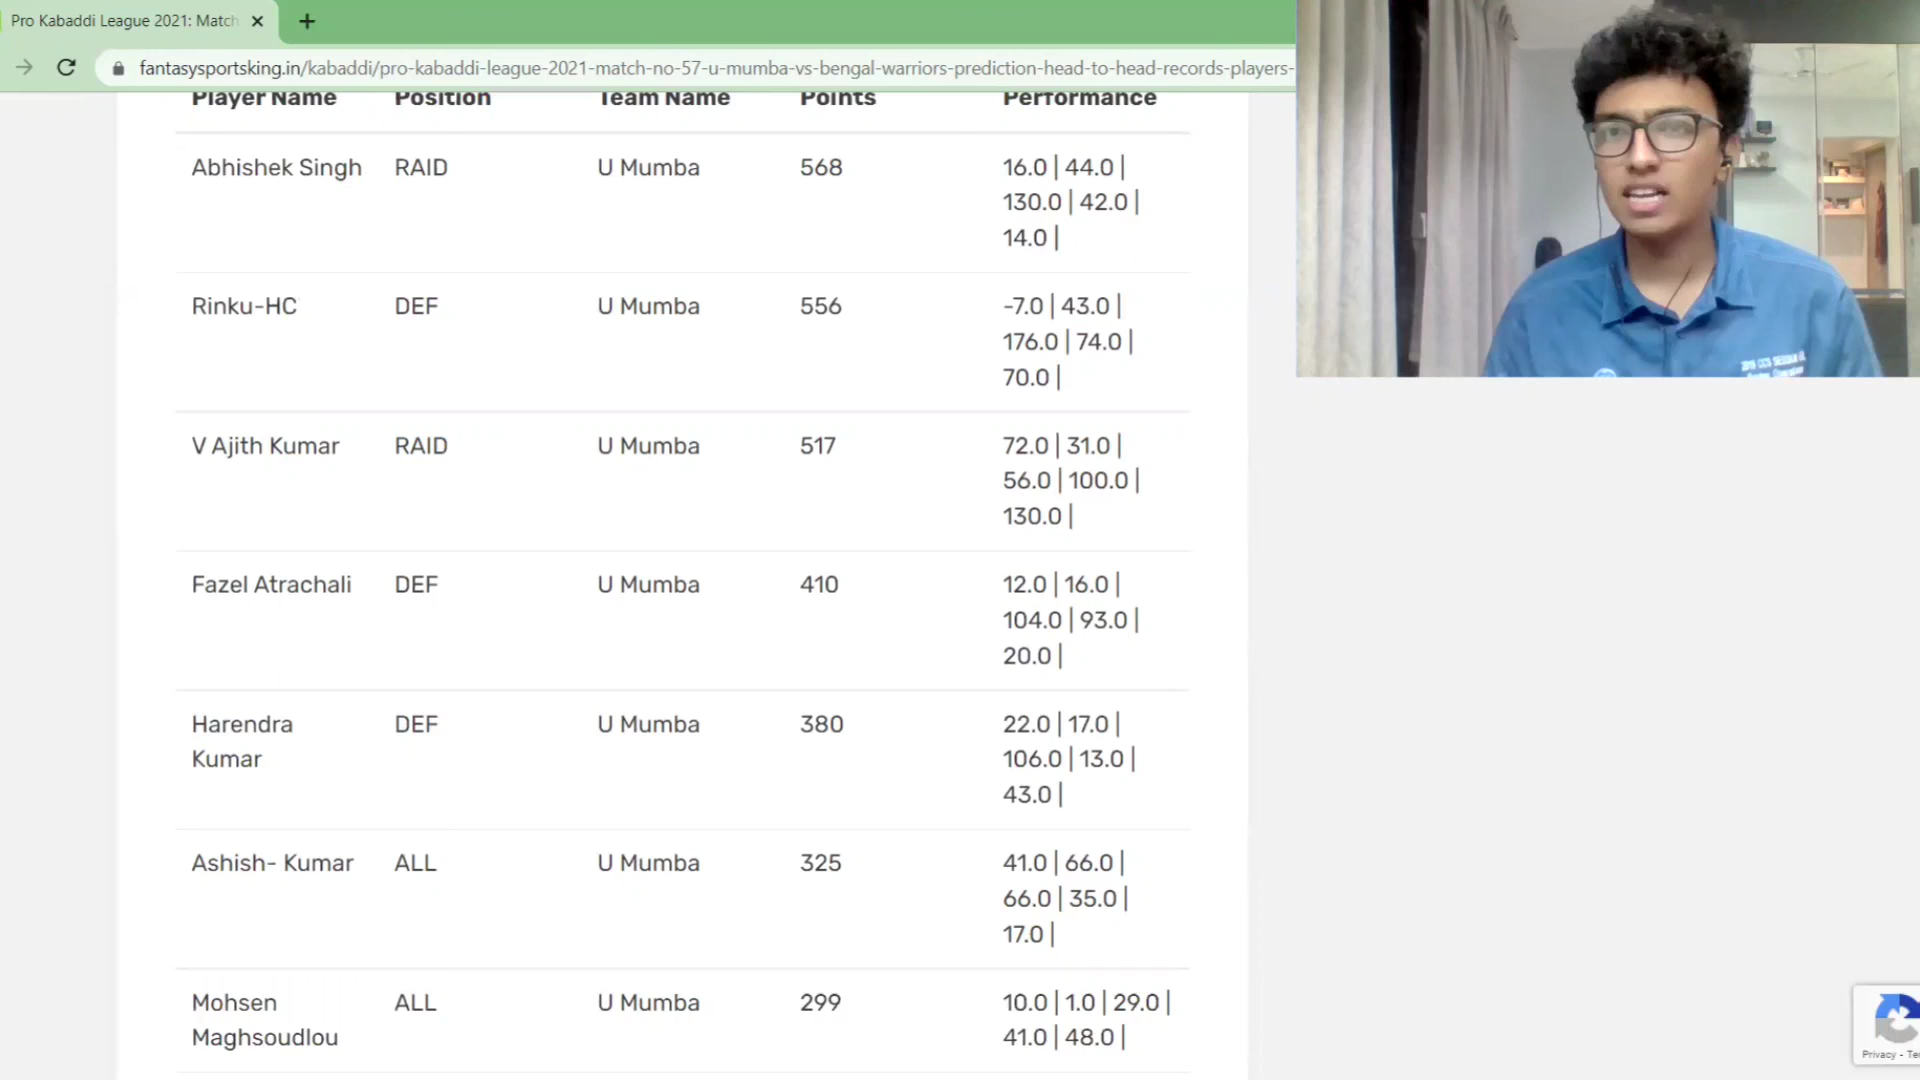 Pro Kabaddi League 2021: Match
fantasysportsking.in/kabaddi/pro-kabaddi-league-2021-match-no-57-u-mumba-vs-bengal-warriors-prediction-head-to-head-records-players-
Player Name Position Team Name Points Performance
Abhishek Singh RAID U Mumba 568 16.0 | 44.0 |
130.0 | 42.0 |
14.0 |
Rinku-HC DEF U Mumba 556 -7.0 | 43.0 |
176.0 | 74.0 |
70.0 |
V Ajith Kumar RAID U Mumba 517 72.0 | 31.0 |
56.0 | 100.0 |
130.0 |
Fazel Atrachali DEF U Mumba 410 12.0 | 16.0 |
104.0 | 93.0 |
20.0 |
Harendra DEF U Mumba 380 22.0 | 17.0 |
Kumar 106.0 | 13.0 |
43.0 |
Ashish- Kumar ALL U Mumba 325 41.0 | 66.0 |
66.0 | 35.0 |
17.0 |
Mohsen ALL U Mumba 299 10.0 | 1.0 | 29.0 |
Maghsoudlou 41.0 | 48.0 |
Privacy - Te